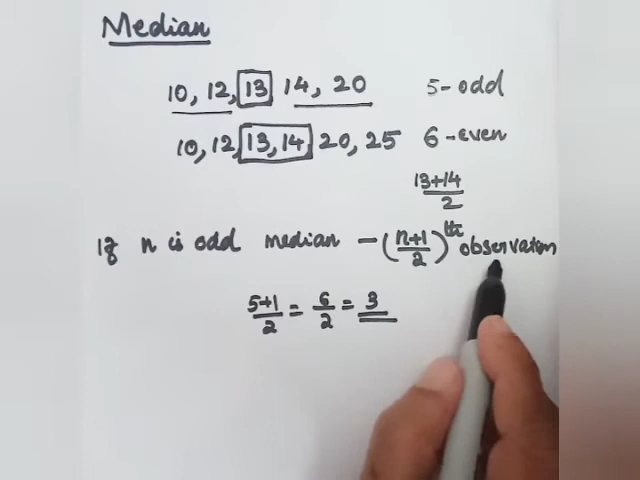 Median
10, 12, 13 14, 20 5-odd
10, 12, 13, 14 20, 25 6-even
13+14/2
If n is odd median - (n+1/2)th observation
5+1/2 = 6/2 = 3